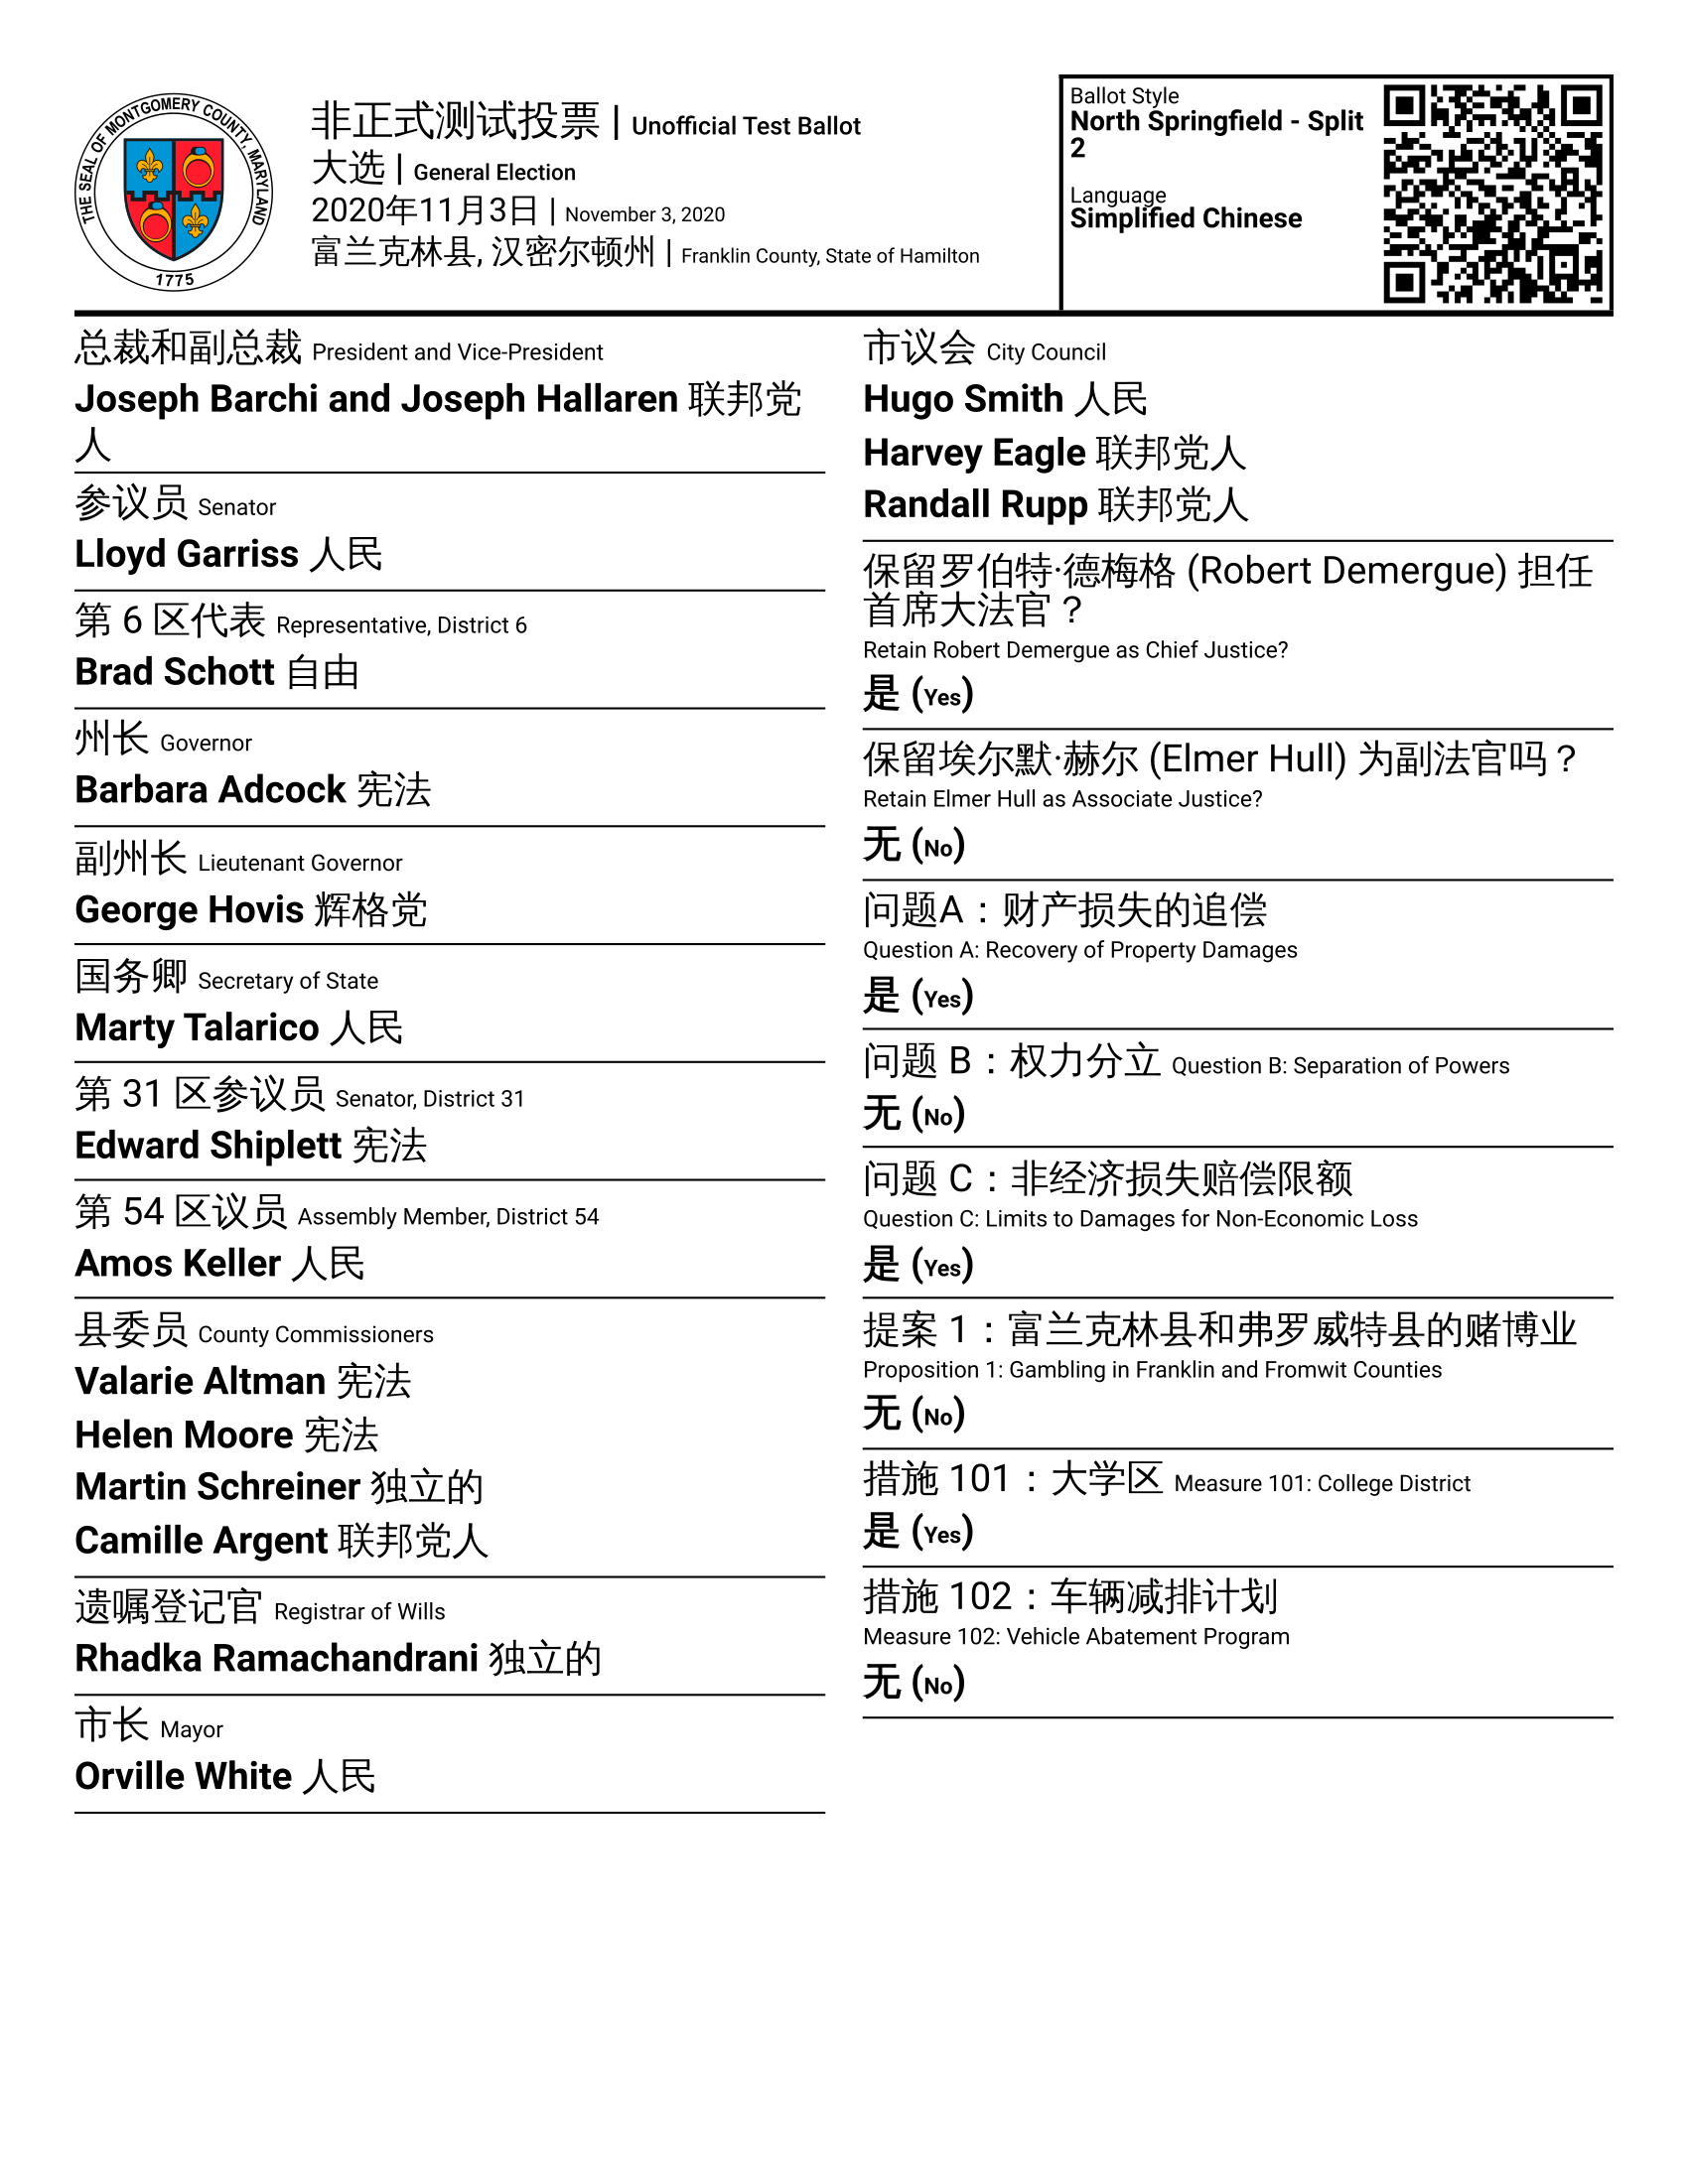 THE SEAL OF MONTGOMERY COUNTY, MARYLAND
1775
非正式测试投票 | Unofficial Test Ballot
大选 | General Election
2020年11月3日 | November 3, 2020
富兰克林县, 汉密尔顿州 | Franklin County, State of Hamilton
Ballot Style
North Springfield - Split
2
Language
Simplified Chinese
总裁和副总裁 President and Vice-President
Joseph Barchi and Joseph Hallaren 联邦党
人
参议员 Senator
Lloyd Garriss 人民
第 6 区代表 Representative, District 6
Brad Schott 自由
州长 Governor
Barbara Adcock 宪法
副州长 Lieutenant Governor
George Hovis 辉格党
国务卿 Secretary of State
Marty Talarico 人民
第 31 区参议员 Senator, District 31
Edward Shiplett 宪法
第 54 区议员 Assembly Member, District 54
Amos Keller 人民
县委员 County Commissioners
Valarie Altman 宪法
Helen Moore 宪法
Martin Schreiner 独立的
Camille Argent 联邦党人
遗嘱登记官 Registrar of Wills
Rhadka Ramachandrani 独立的
市长 Mayor
Orville White 人民
市议会 City Council
Hugo Smith 人民
Harvey Eagle 联邦党人
Randall Rupp 联邦党人
保留罗伯特·德梅格 (Robert Demergue) 担任
首席大法官？
Retain Robert Demergue as Chief Justice?
是 (Yes)
保留埃尔默·赫尔 (Elmer Hull) 为副法官吗？
Retain Elmer Hull as Associate Justice?
无 (No)
问题A：财产损失的追偿
Question A: Recovery of Property Damages
是 (Yes)
问题 B：权力分立 Question B: Separation of Powers
无 (No)
问题 C：非经济损失赔偿限额
Question C: Limits to Damages for Non-Economic Loss
是 (Yes)
提案 1：富兰克林县和弗罗威特县的赌博业
Proposition 1: Gambling in Franklin and Fromwit Counties
无 (No)
措施 101：大学区 Measure 101: College District
是 (Yes)
措施 102：车辆减排计划
Measure 102: Vehicle Abatement Program
无 (No)